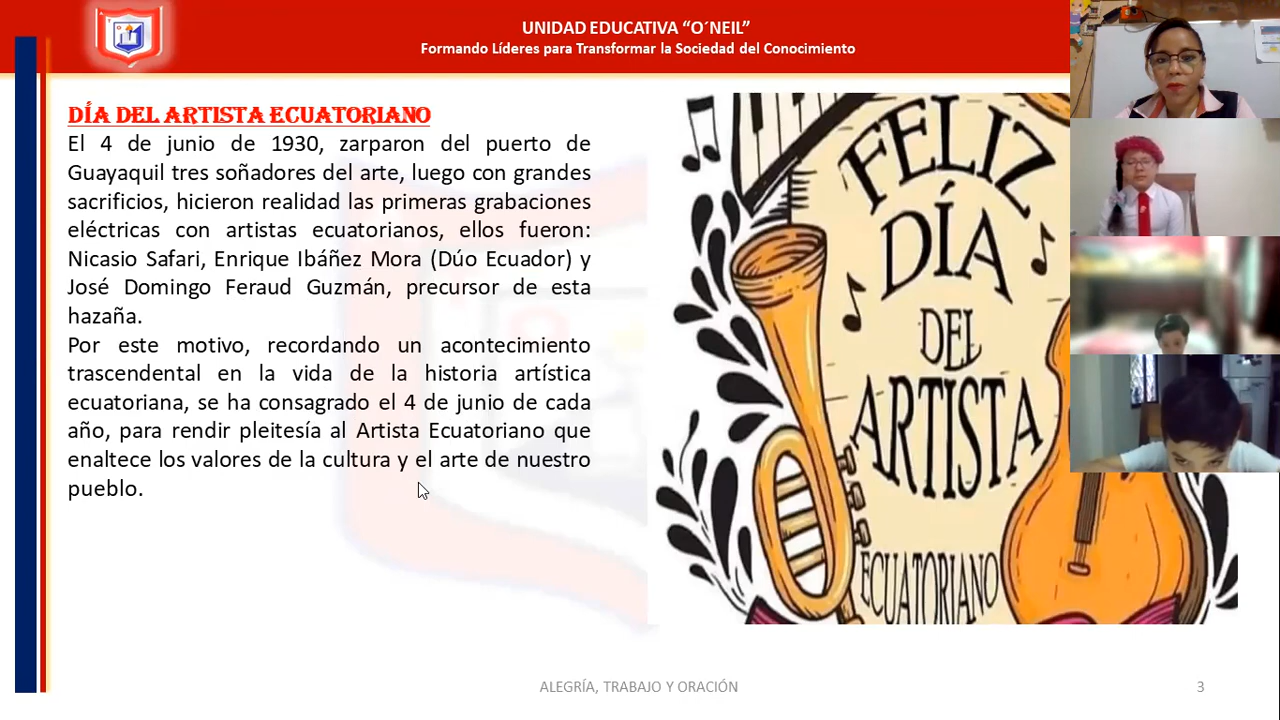 UNIDAD EDUCATIVA “O´NEIL”
Formando Líderes para Transformar la Sociedad del Conocimiento
DÍA DEL ARTISTA ECUATORIANO
El 4 de junio de 1930, zarparon del puerto de
Guayaquil tres soñadores del arte, luego con grandes
sacrificios, hicieron realidad las primeras grabaciones
eléctricas con artistas ecuatorianos, ellos fueron:
Nicasio Safari, Enrique Ibáñez Mora (Dúo Ecuador) y
José Domingo Feraud Guzmán, precursor de esta
hazaña.
Por este motivo, recordando un acontecimiento
trascendental en la vida de la historia artística
ecuatoriana, se ha consagrado el 4 de junio de cada
año, para rendir pleitesía al Artista Ecuatoriano que
enaltece los valores de la cultura y el arte de nuestro
pueblo.
FELIZ
DÍA
DEL
ARTISTA
ECUATORIANO
ALEGRÍA, TRABAJO Y ORACIÓN
3